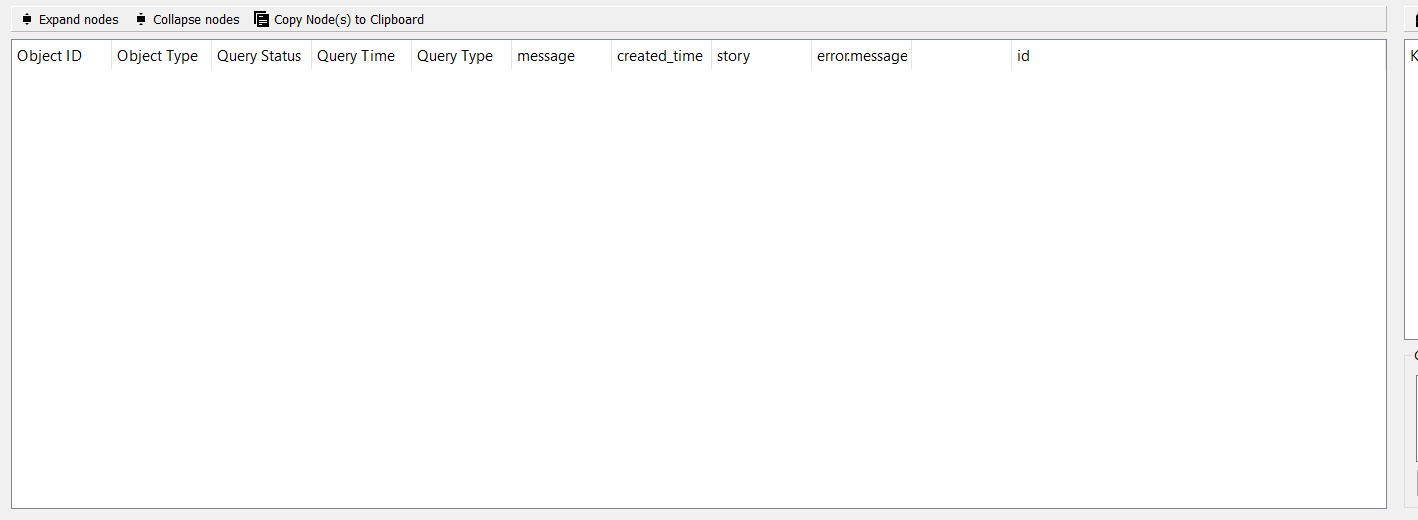 Expand nodes Collapse nodes Copy Node(s) to Clipboard
Object ID Object Type Query Status Query Time Query Type message created_time story error.message id